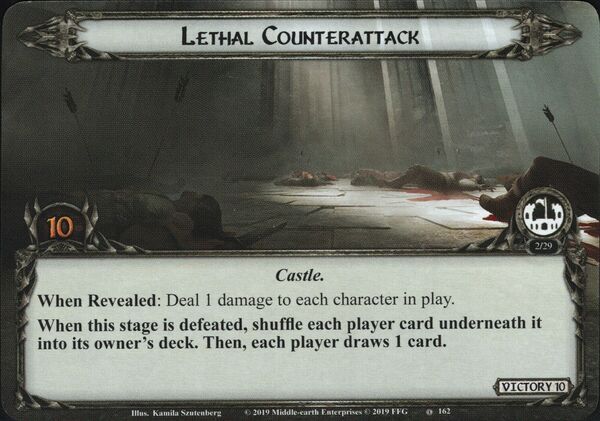 LETHAL COUNTERATTACK
10
2/29
Castle.
When Revealed: Deal 1 damage to each character in play.
When this stage is defeated, shuffle each player card underneath it
into its owner's deck. Then, each player draws 1 card.
VICTORY 10
Illus. Kamila Szutenberg © 2019 Middle-earth Enterprises © 2019 FFG 162